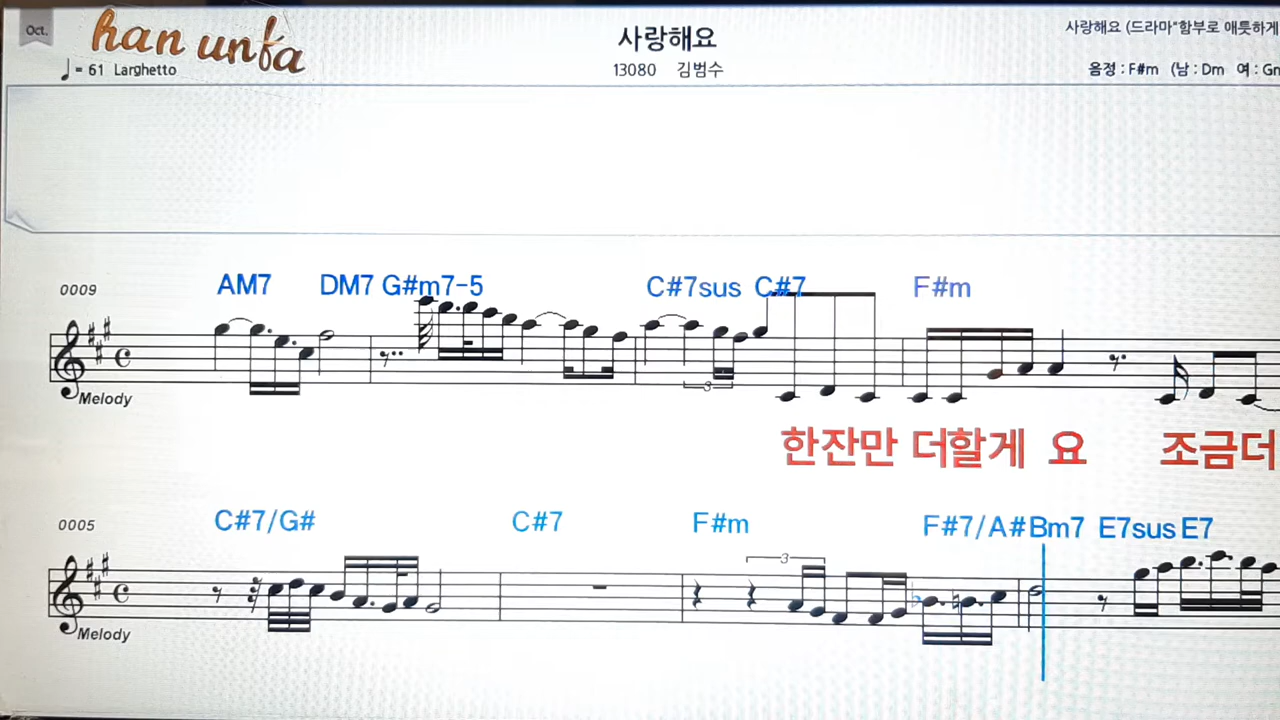 Oct.
han unfa
사랑해요
사랑해요 (드라마"함부로 애틋하게
♩= 61 Larghetto
13080 김범수
음정 : F#m (남 : Dm 여 : Gm
0009
AM7 DM7 G#m7-5 C#7sus C#7 F#m
3
Melody
한잔만 더할게 요 조금더
0005
C#7/G# C#7 F#m F#7/A# Bm7 E7sus E7
3
Melody